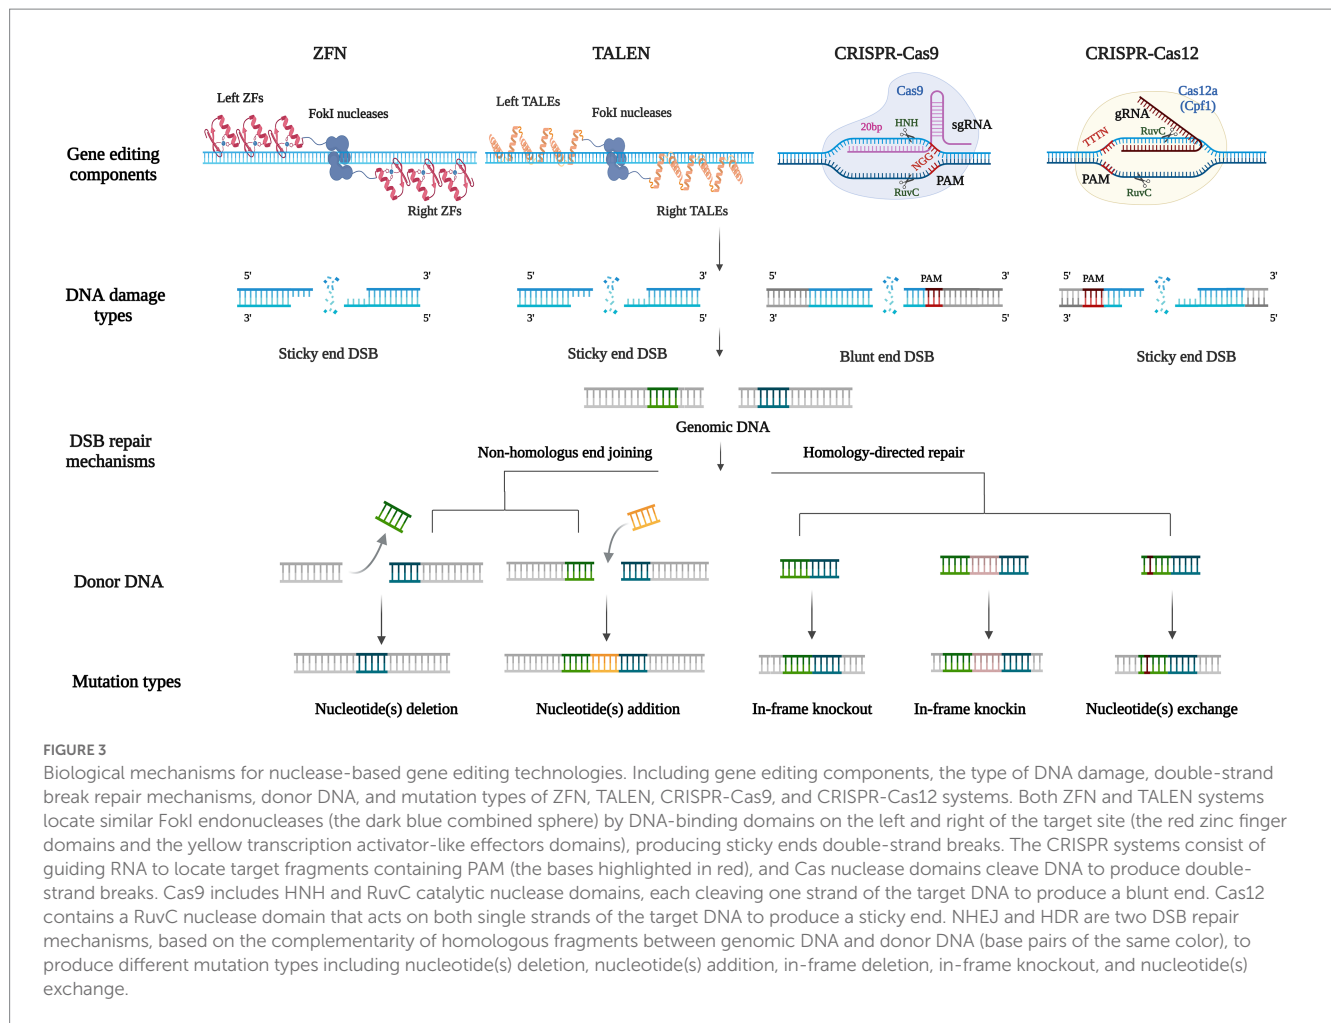 ZFN
TALEN
CRISPR-Cas9
CRISPR-Cas12
Gene editing
components
Left ZFs
FokI nucleases
Right ZFs
Left TALEs
FokI nucleases
Right TALEs
Cas9
20bp
HNH
sgRNA
NGG
PAM
RuvC
Cas12a
(Cpf1)
gRNA
TTTN
RuvC
PAM
RuvC
DNA damage
types
5'
3'
3'
5'
Sticky end DSB
5'
3'
3'
5'
Sticky end DSB
5'
PAM
3'
3'
5'
Blunt end DSB
5'
PAM
3'
3'
5'
Sticky end DSB
Genomic DNA
DSB repair
mechanisms
Non-homologus end joining
Homology-directed repair
Donor DNA
Mutation types
Nucleotide(s) deletion
Nucleotide(s) addition
In-frame knockout
In-frame knockin
Nucleotide(s) exchange
FIGURE 3
Biological mechanisms for nuclease-based gene editing technologies. Including gene editing components, the type of DNA damage, double-strand
break repair mechanisms, donor DNA, and mutation types of ZFN, TALEN, CRISPR-Cas9, and CRISPR-Cas12 systems. Both ZFN and TALEN systems
locate similar FokI endonucleases (the dark blue combined sphere) by DNA-binding domains on the left and right of the target site (the red zinc finger
domains and the yellow transcription activator-like effectors domains), producing sticky ends double-strand breaks. The CRISPR systems consist of
guiding RNA to locate target fragments containing PAM (the bases highlighted in red), and Cas nuclease domains cleave DNA to produce double-
strand breaks. Cas9 includes HNH and RuvC catalytic nuclease domains, each cleaving one strand of the target DNA to produce a blunt end. Cas12
contains a RuvC nuclease domain that acts on both single strands of the target DNA to produce a sticky end. NHEJ and HDR are two DSB repair
mechanisms, based on the complementarity of homologous fragments between genomic DNA and donor DNA (base pairs of the same color), to
produce different mutation types including nucleotide(s) deletion, nucleotide(s) addition, in-frame deletion, in-frame knockout, and nucleotide(s)
exchange.